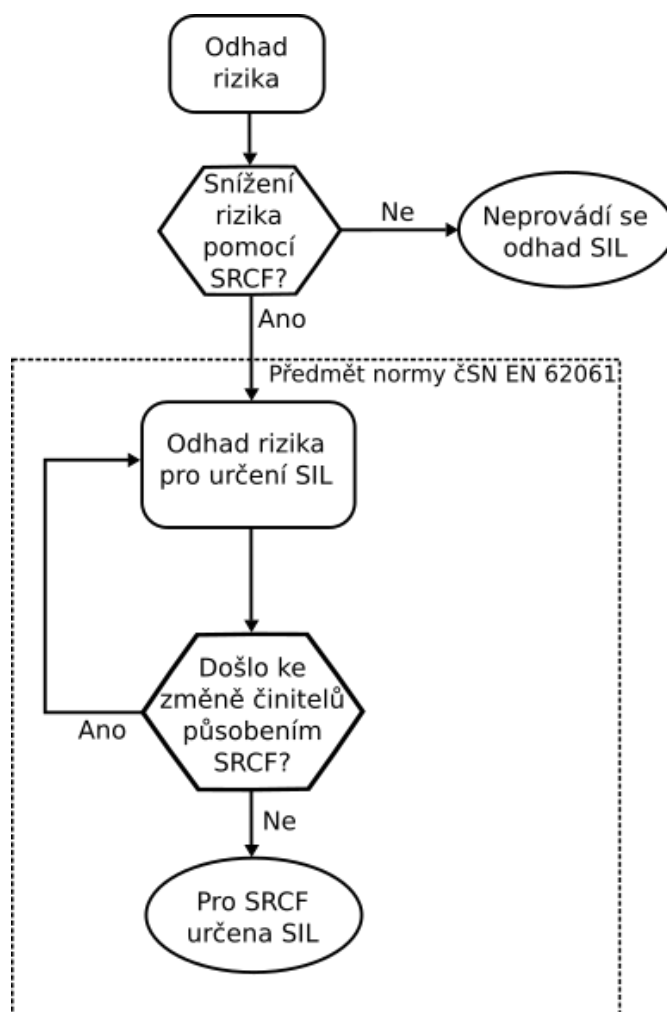 Odhad
rizika
Snížení
rizika
pomocí
SRCF?
Ne
Neprovádí se
odhad SIL
Ano
Předmět normy čSN EN 62061
Odhad rizika
pro určení SIL
Došlo ke
změně činitelů
působením
SRCF?
Ano
Ne
Pro SRCF
určena SIL